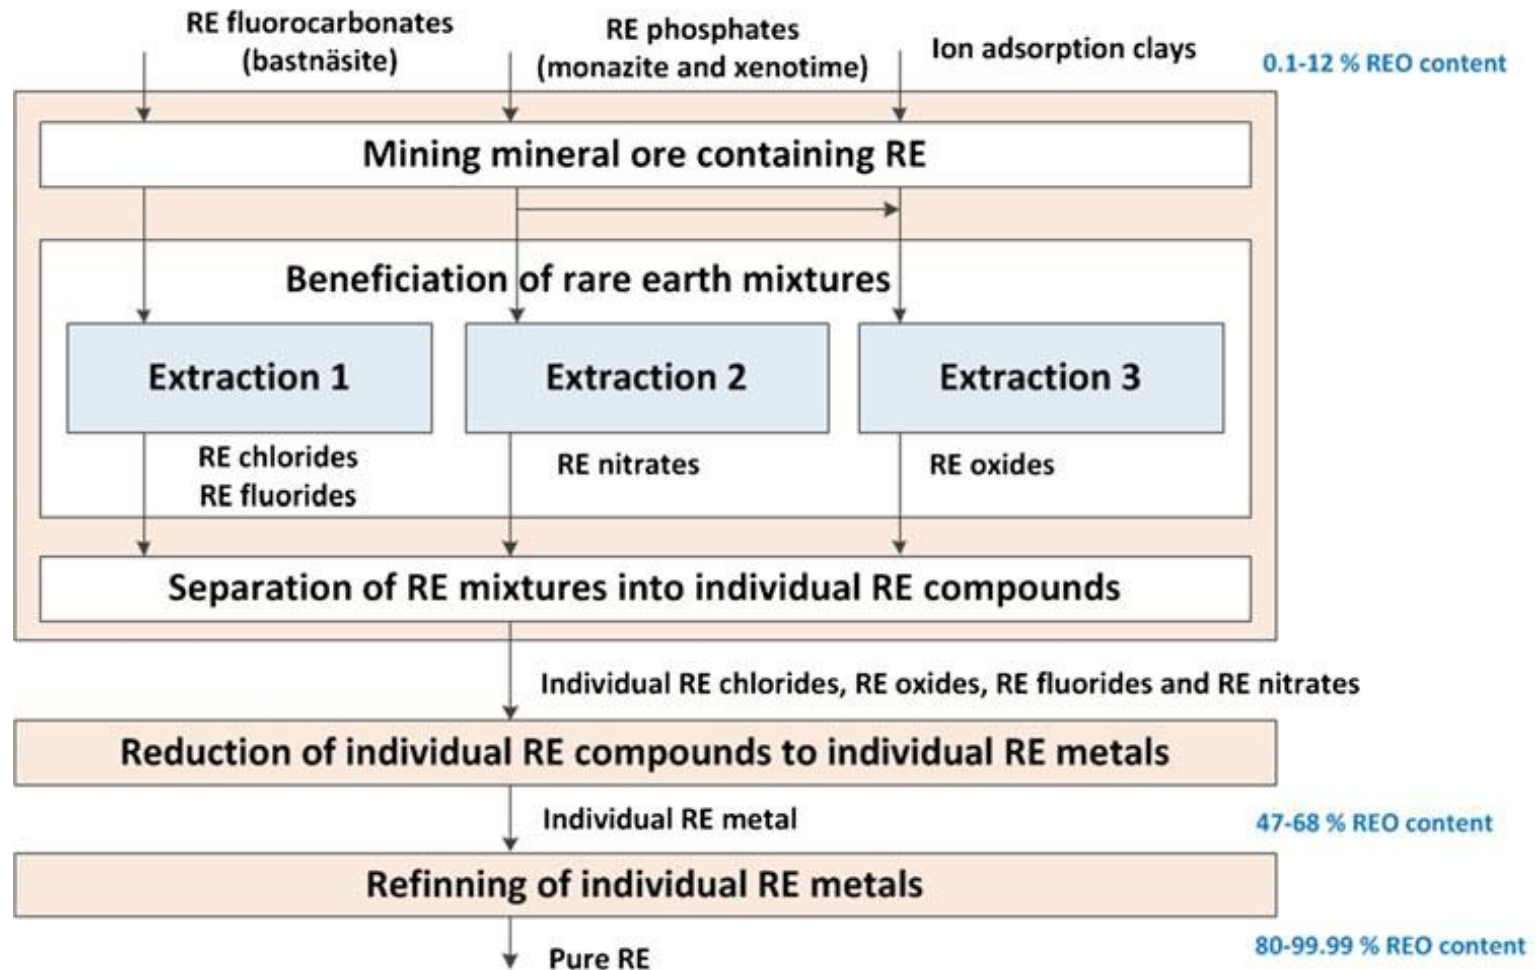 RE fluorocarbonates
(bastnäsite)
RE phosphates
(monazite and xenotime)
Ion adsorption clays
0.1-12 % REO content
Mining mineral ore containing RE
Beneficiation of rare earth mixtures
Extraction 1
Extraction 2
Extraction 3
RE chlorides
RE fluorides
RE nitrates
RE oxides
Separation of RE mixtures into individual RE compounds
Individual RE chlorides, RE oxides, RE fluorides and RE nitrates
Reduction of individual RE compounds to individual RE metals
Individual RE metal
47-68 % REO content
Refinning of individual RE metals
80-99.99 % REO content
Pure RE